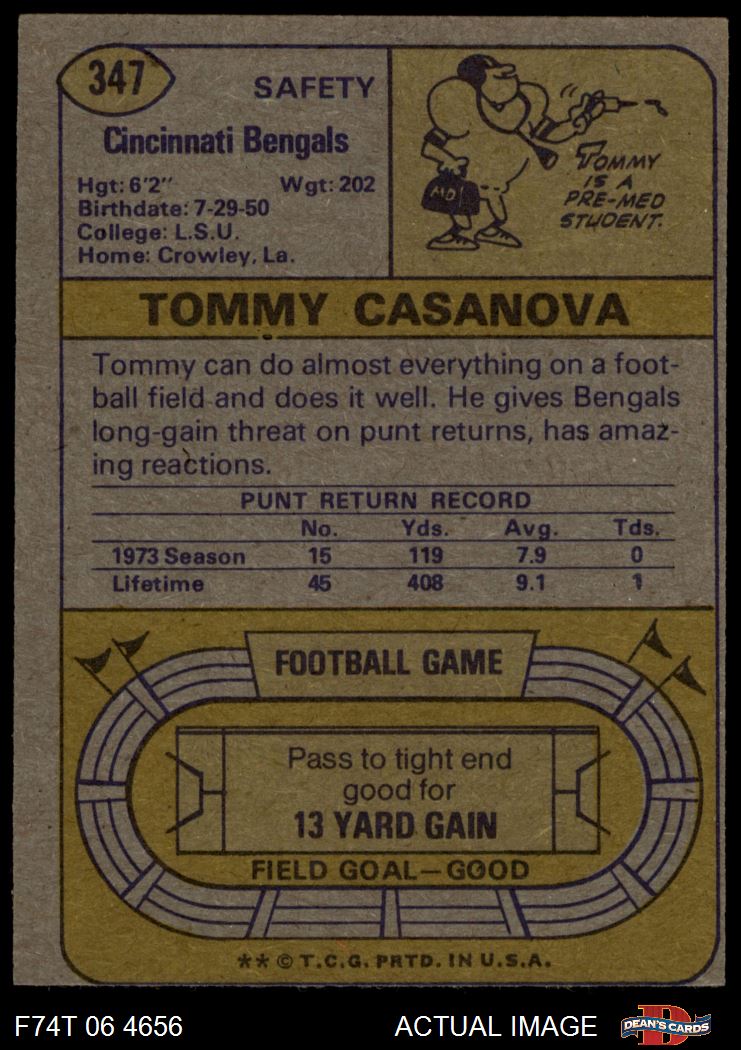 347
SAFETY
Cincinnati Bengals
Hgt: 6'2" Wgt: 202
Birthdate: 7-29-50
College: L.S.U.
Home: Crowley, La.
MD
TOMMY
IS A
PRE-MED
STUDENT.
TOMMY CASANOVA
Tommy can do almost everything on a foot-
ball field and does it well. He gives Bengals
long-gain threat on punt returns, has amaz-
ing reactions.
PUNT RETURN RECORD
No. Yds. Avg. Tds.
1973 Season 15 119 7.9 0
Lifetime 45 408 9.1 1
FOOTBALL GAME
Pass to tight end
good for
13 YARD GAIN
FIELD GOAL—GOOD
** © T.C.G. PRTD. IN U.S.A.
F74T 06 4656 ACTUAL IMAGE
DEAN'S CARDS